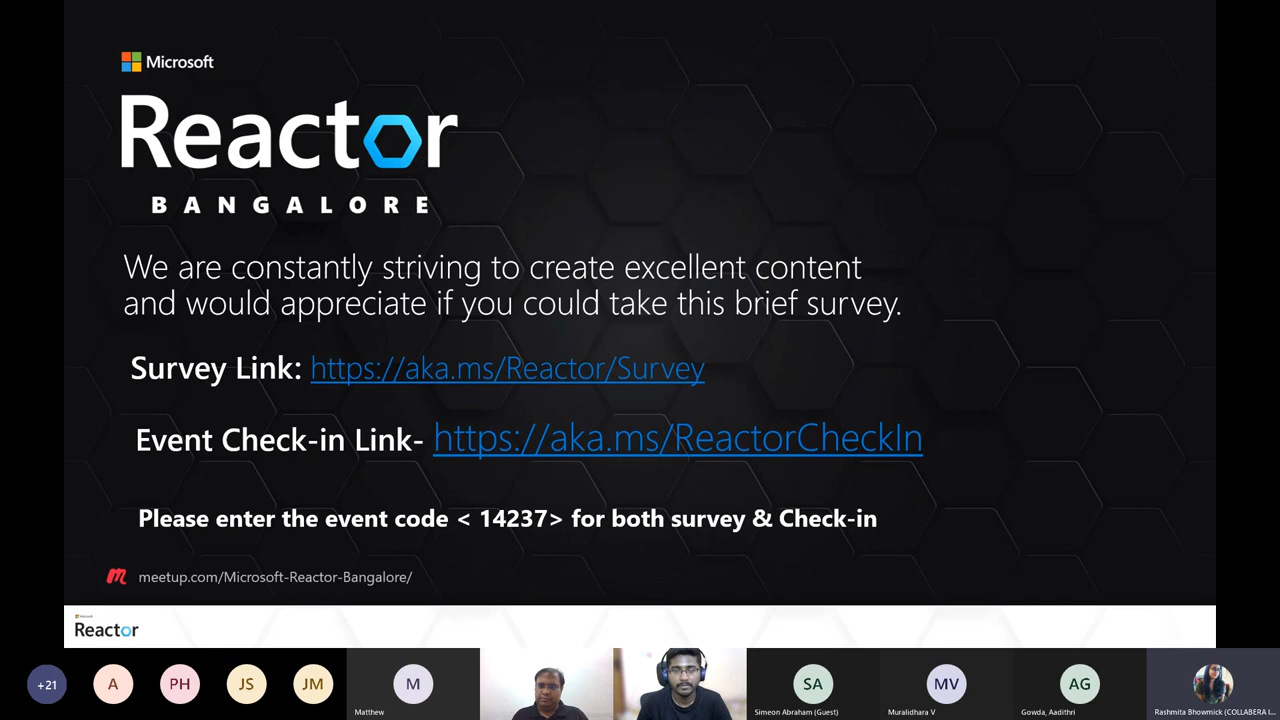 Microsoft
Reactor
BANGALORE
We are constantly striving to create excellent content
and would appreciate if you could take this brief survey.
Survey Link: https://aka.ms/Reactor/Survey
Event Check-in Link- https://aka.ms/ReactorCheckIn
Please enter the event code < 14237> for both survey & Check-in
meetup.com/Microsoft-Reactor-Bangalore/
Microsoft
Reactor
+21
A
PH
JS
JM
M
SA
MV
AG
Matthew
Simeon Abraham (Guest)
Muralidhara V
Gowda, Aadithri
Rashmita Bhowmick (COLLABERA I...